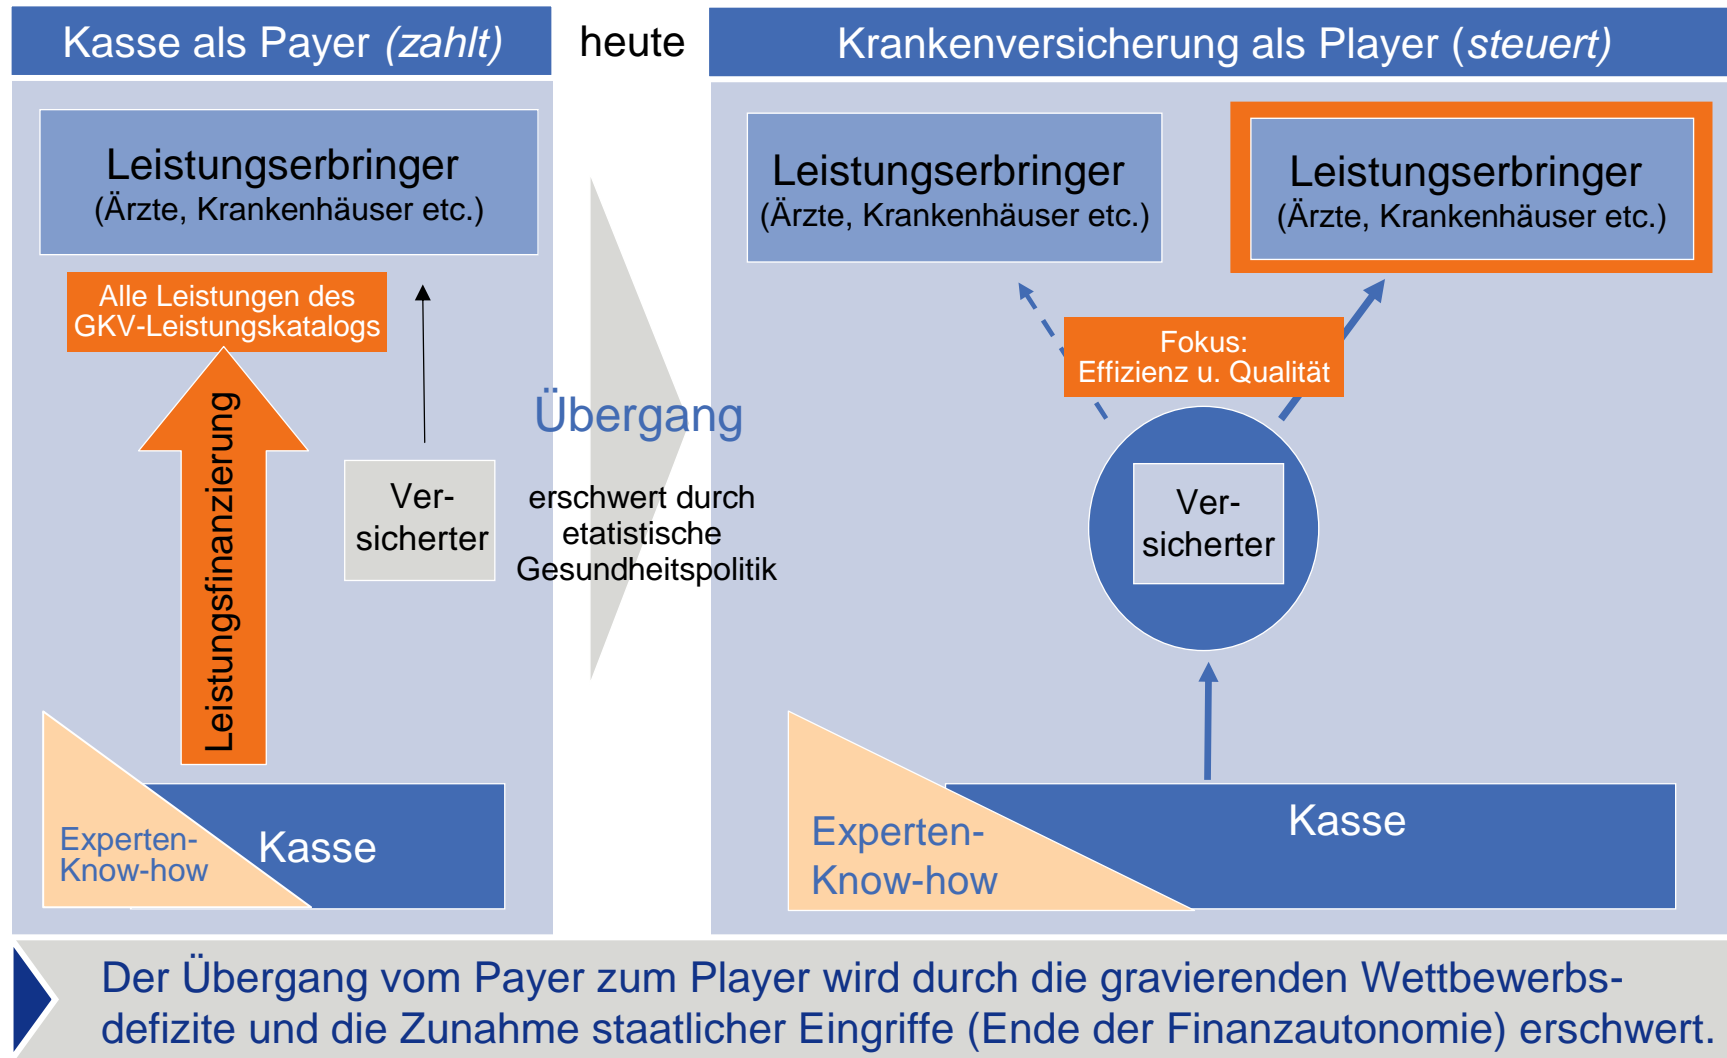 Kasse als Payer (zahlt)
heute
Krankenversicherung als Player (steuert)
Leistungserbringer
(Ärzte, Krankenhäuser etc.)
Alle Leistungen des
GKV-Leistungskatalogs
Leistungsfinanzierung
Ver-
sicherter
Experten-
Know-how
Kasse
Übergang
erschwert durch
etatistische
Gesundheitspolitik
Leistungserbringer
(Ärzte, Krankenhäuser etc.)
Leistungserbringer
(Ärzte, Krankenhäuser etc.)
Fokus:
Effizienz u. Qualität
Ver-
sicherter
Experten-
Know-how
Kasse
Der Übergang vom Payer zum Player wird durch die gravierenden Wettbewerbs-
defizite und die Zunahme staatlicher Eingriffe (Ende der Finanzautonomie) erschwert.